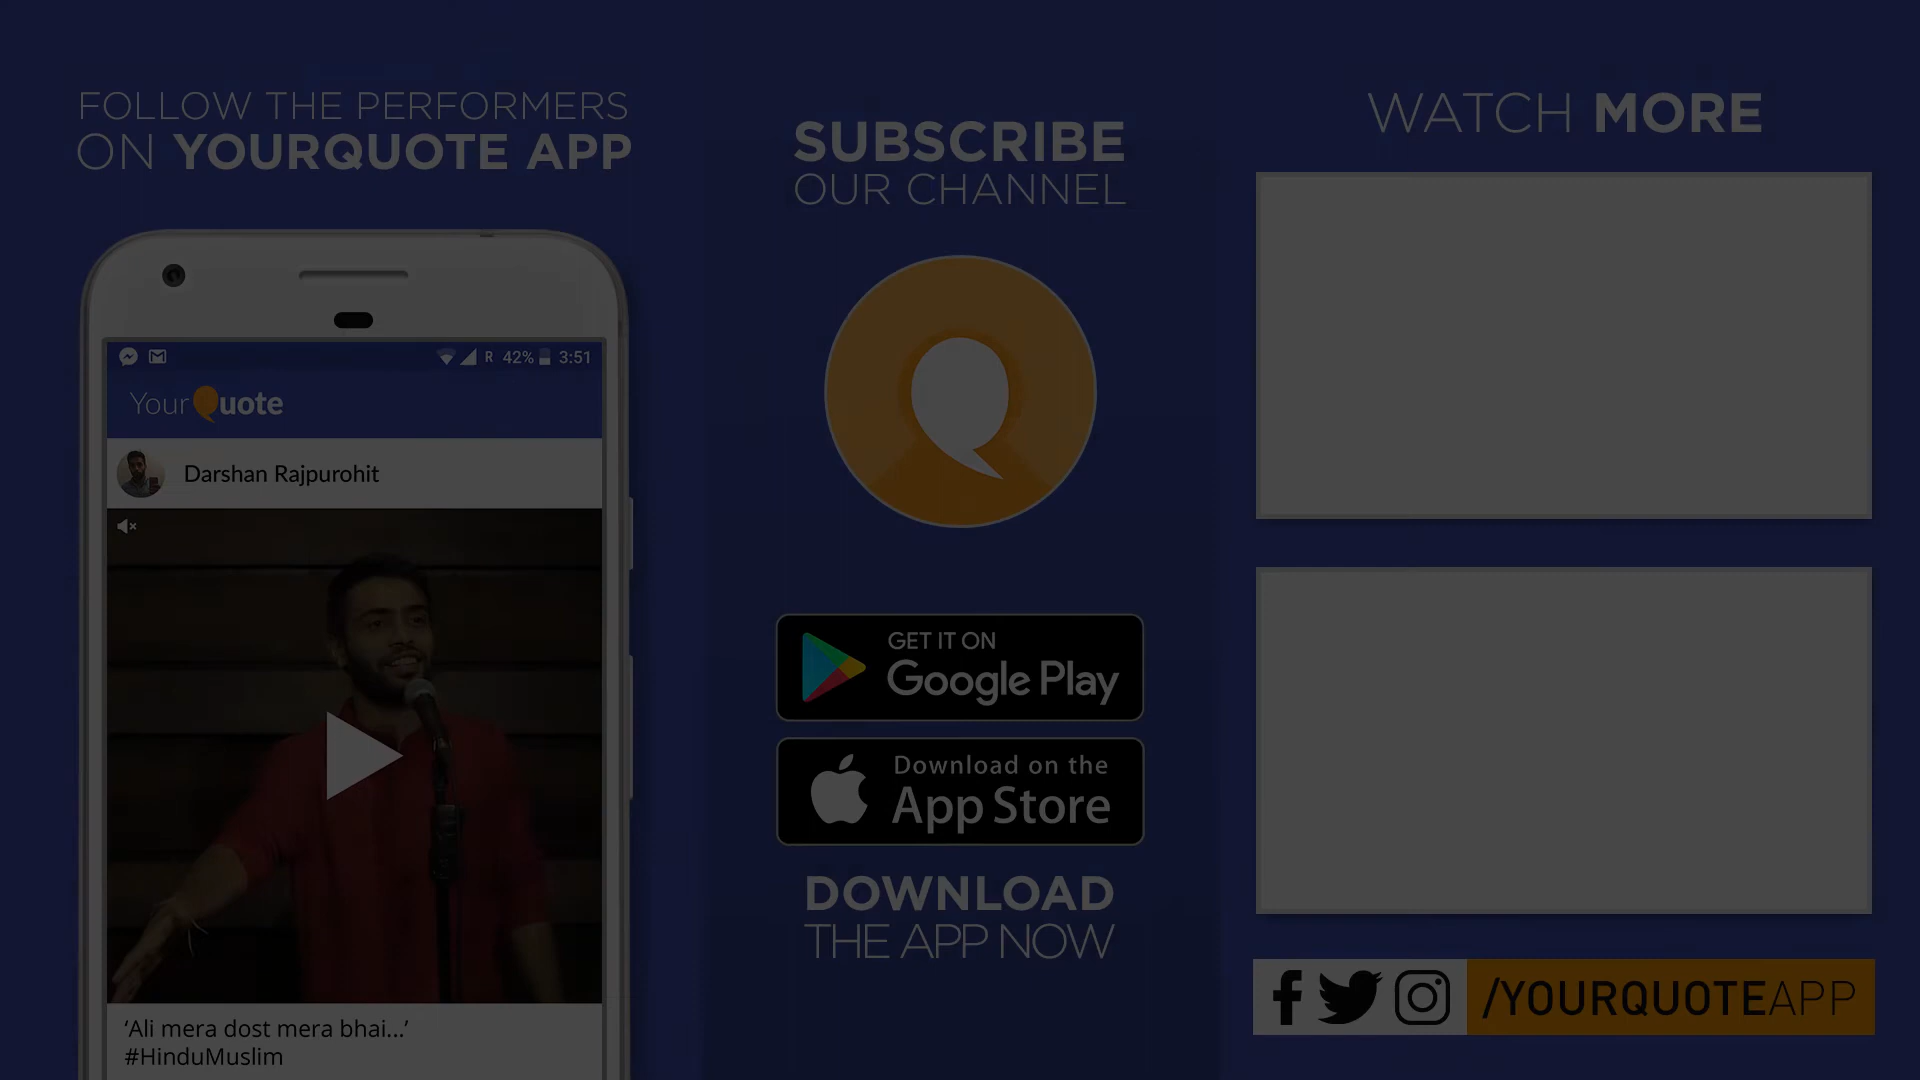 FOLLOW THE PERFORMERS
ON YOURQUOTE APP
R 42% 3:51
YourQuote
Darshan Rajpurohit
‘Ali mera dost mera bhai...’
#HinduMuslim
SUBSCRIBE
OUR CHANNEL
GET IT ON
Google Play
Download on the
App Store
DOWNLOAD
THE APP NOW
WATCH MORE
/YOURQUOTEAPP